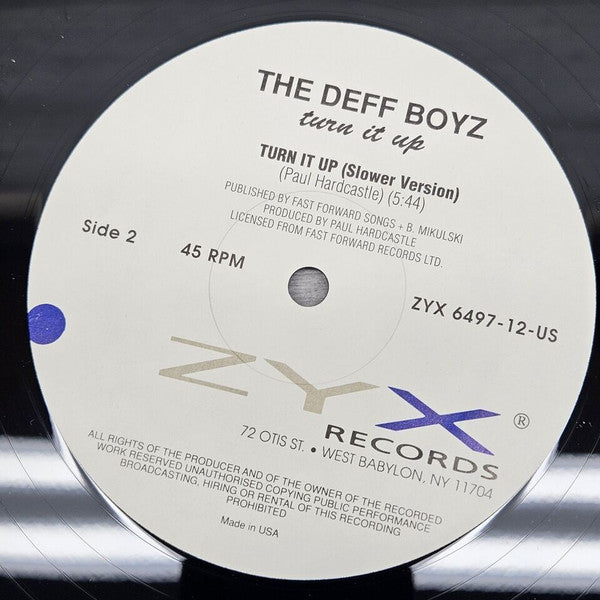 THE DEFF BOYZ
turn it up
TURN IT UP (Slower Version)
(Paul Hardcastle) (5:44)
PUBLISHED BY FAST FORWARD SONGS + B. MIKULSKI
PRODUCED BY PAUL HARDCASTLE
LICENSED FROM FAST FORWARD RECORDS LTD.
Side 2
45 RPM
ZYX 6497-12-US
ZYX ®
RECORDS
72 OTIS ST. • WEST BABYLON, NY 11704
ALL RIGHTS OF THE PRODUCER AND OF THE OWNER OF THE RECORDED
WORK RESERVED UNAUTHORISED COPYING PUBLIC PERFORMANCE
BROADCASTING, HIRING OR RENTAL OF THIS RECORDING
PROHIBITED
Made in USA